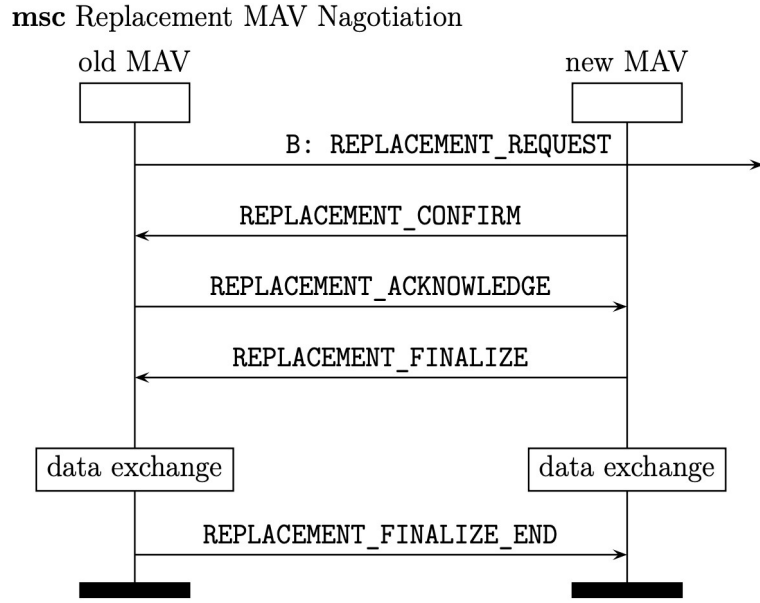 msc Replacement MAV Nagotiation
old MAV new MAV
B: REPLACEMENT_REQUEST
REPLACEMENT_CONFIRM
REPLACEMENT_ACKNOWLEDGE
REPLACEMENT_FINALIZE
data exchange data exchange
REPLACEMENT_FINALIZE_END